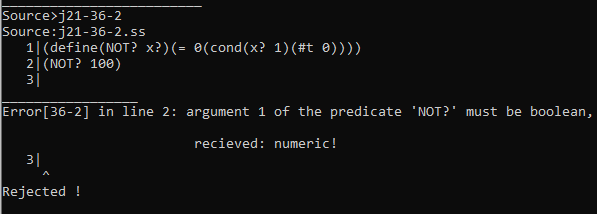 Source>j21-36-2
Source:j21-36-2.ss
1|(define(NOT? x?)(= 0(cond(x? 1)(#t 0))))
2|(NOT? 100)
3|
Error[36-2] in line 2: argument 1 of the predicate 'NOT?' must be boolean,
recieved: numeric!
3|
^
Rejected !